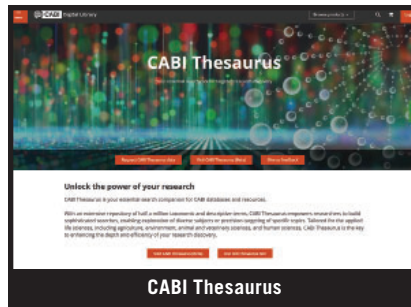 CABI Digital Library
Browse products
CABI Thesaurus
Unlock the power of your research
CABI Thesaurus is your essential search companion for CABI databases and resources.
With an extensive repository of half a million taxonomic and descriptive terms, CABI Thesaurus empowers researchers to build
sophisticated searches, enabling exploration of diverse subjects or precision targeting of specific topics. Tailored for the applied
life sciences, including agriculture, environment, animal and veterinary sciences, and human sciences, CABI Thesaurus is the key
to enhancing the depth and efficiency of your research discovery.
CABI Thesaurus